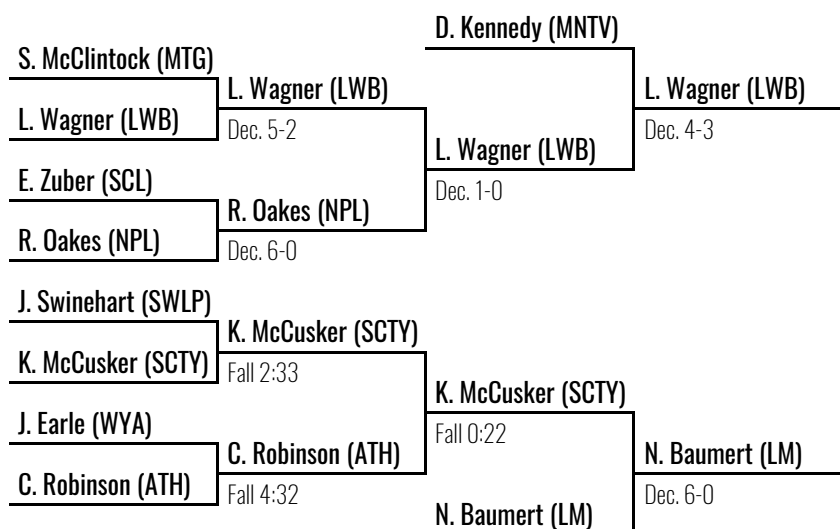 D. Kennedy (MNTV)
S. McClintock (MTG)
L. Wagner (LWB)
L. Wagner (LWB)
L. Wagner (LWB)
Dec. 5-2
Dec. 4-3
L. Wagner (LWB)
E. Zuber (SCL)
Dec. 1-0
R. Oakes (NPL)
R. Oakes (NPL)
Dec. 6-0
J. Swinehart (SWLP)
K. McCusker (SCTY)
K. McCusker (SCTY)
Fall 2:33
K. McCusker (SCTY)
J. Earle (WYA)
Fall 0:22
C. Robinson (ATH)
N. Baumert (LM)
C. Robinson (ATH)
Fall 4:32
Dec. 6-0
N. Baumert (LM)